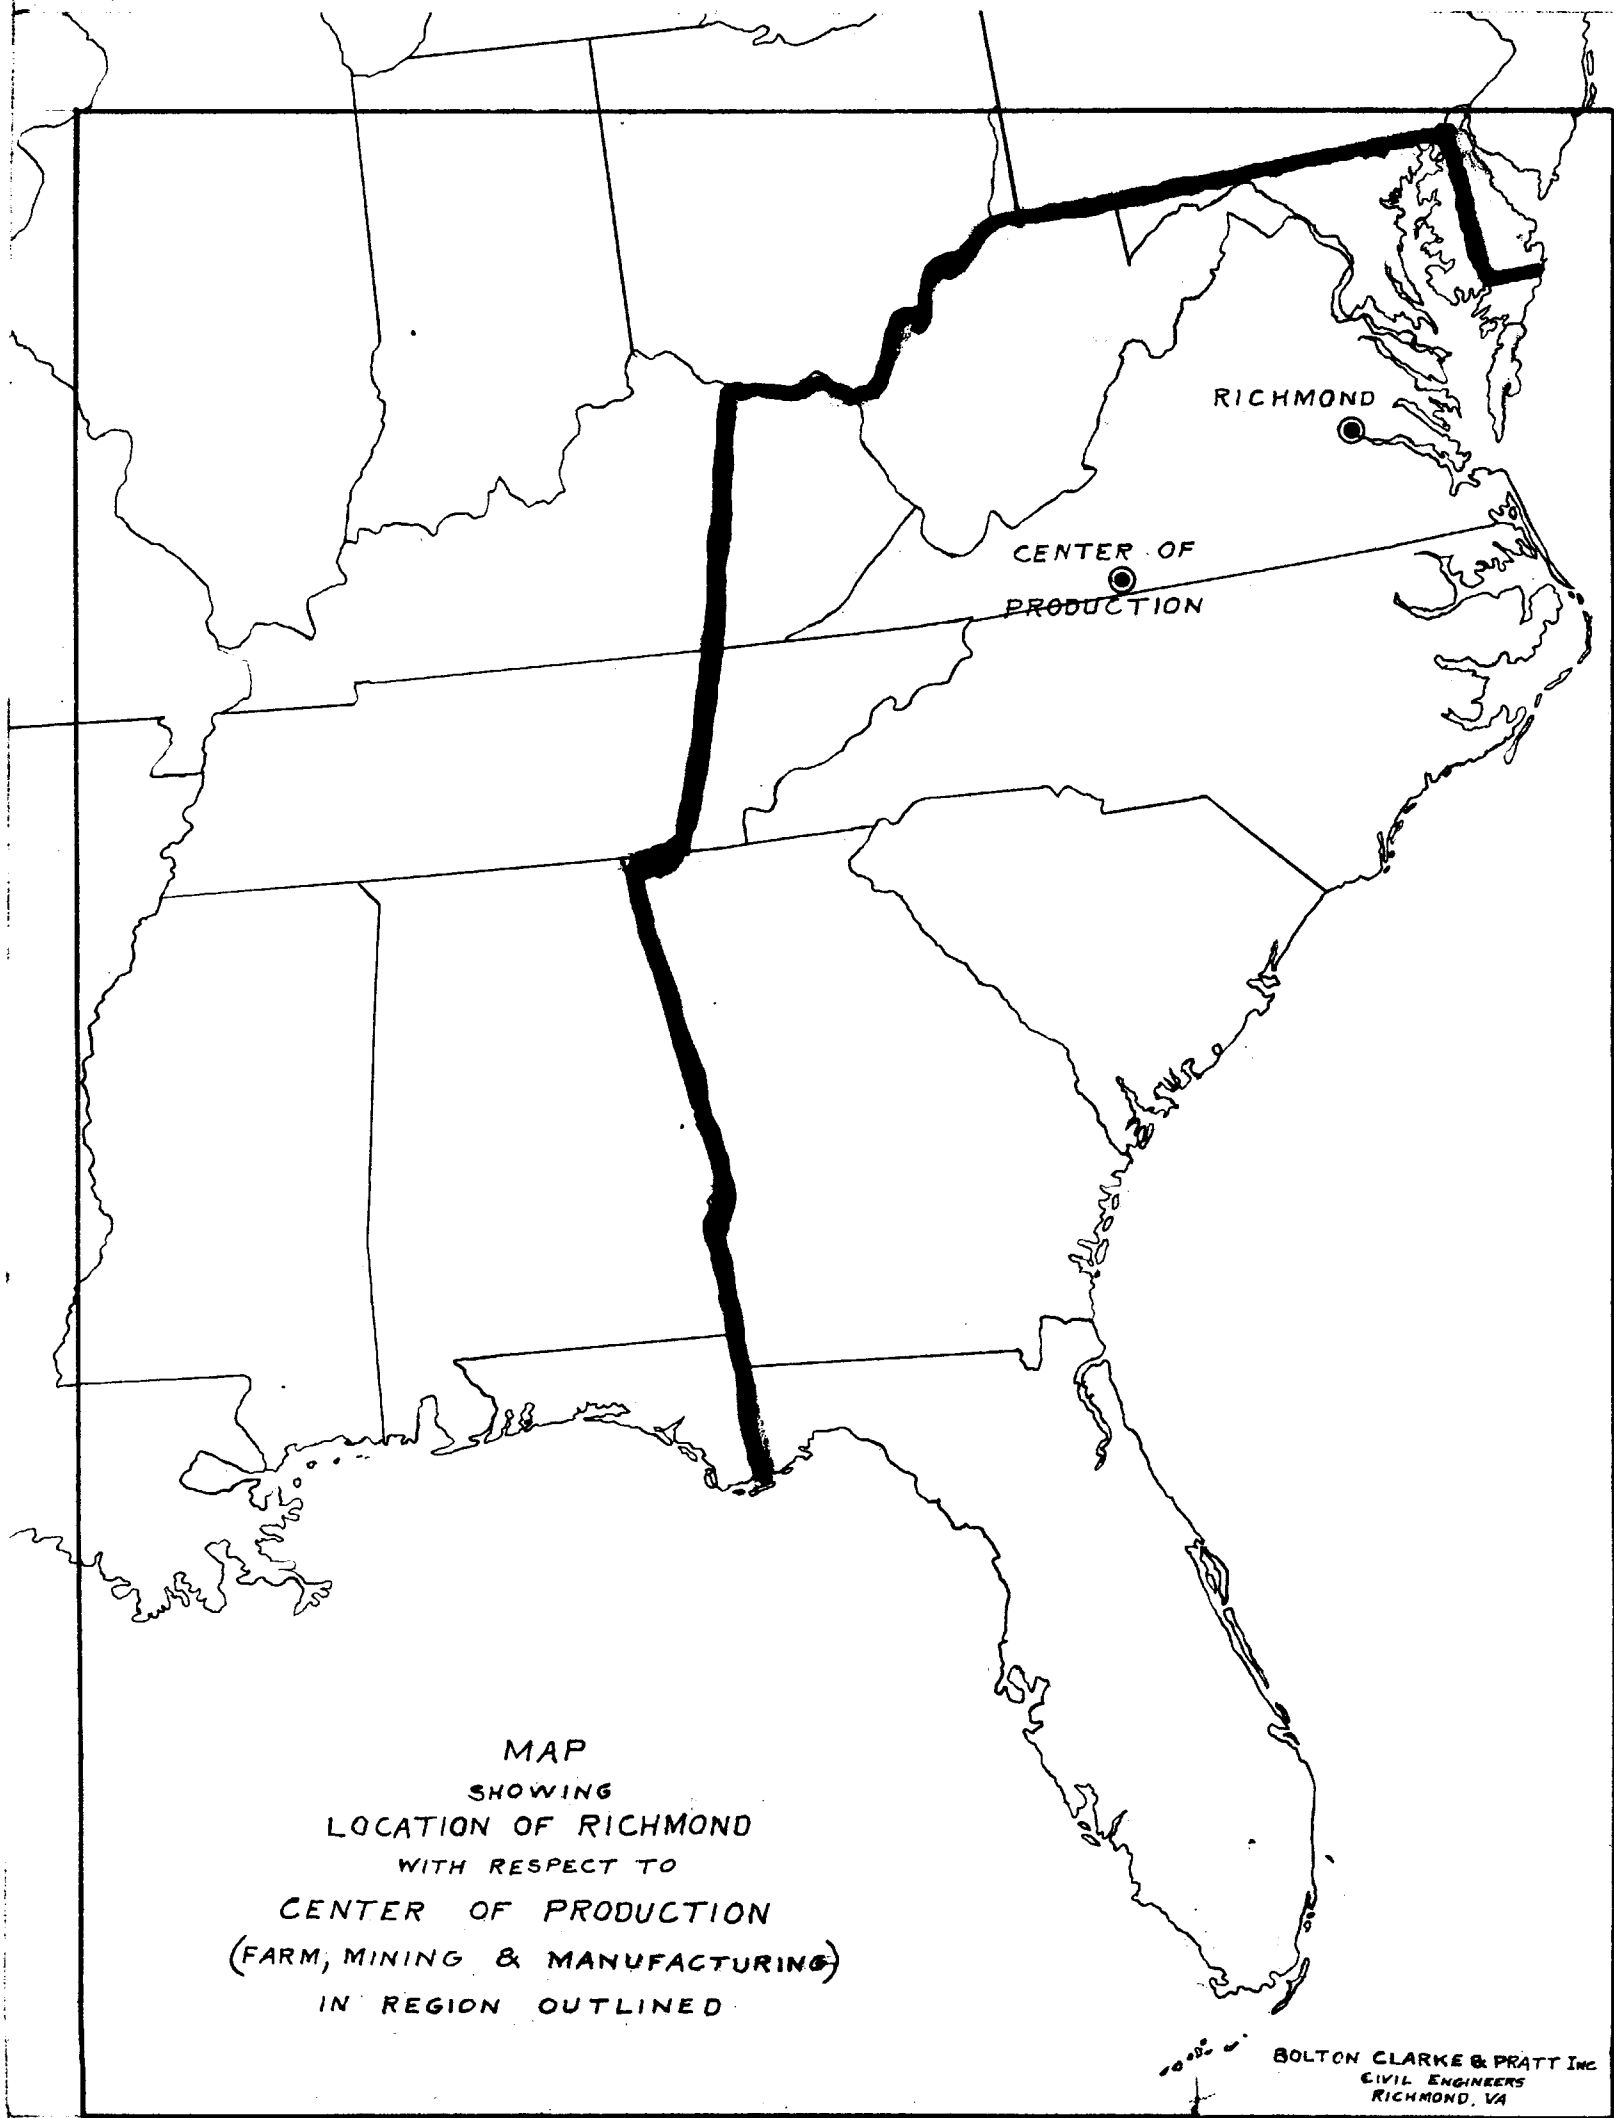 RICHMOND
CENTER OF
PRODUCTION
MAP
SHOWING
LOCATION OF RICHMOND
WITH RESPECT TO
CENTER OF PRODUCTION
(FARM, MINING & MANUFACTURING)
IN REGION OUTLINED
BOLTON CLARKE & PRATT INC
CIVIL ENGINEERS
RICHMOND, VA